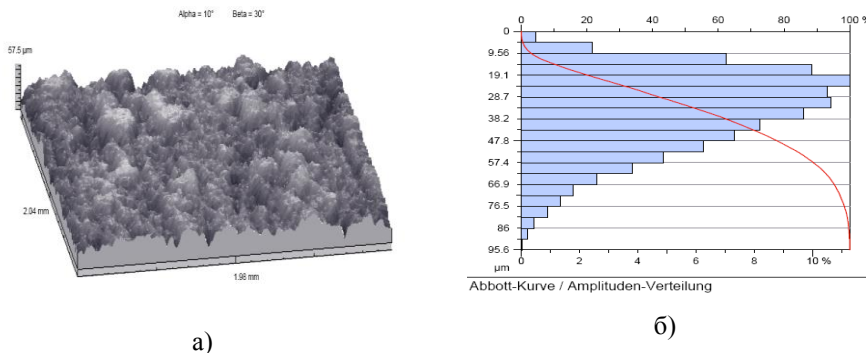 Alpha = 10° Beta = 30°
57.5 µm
2.04 mm
1.98 mm
а)
0 20 40 60 80 100 %
0
9.56
19.1
28.7
38.2
47.8
57.4
66.9
76.5
86
95.6
µm
0 2 4 6 8 10 %
Abbott-Kurve / Amplituden-Verteilung
б)